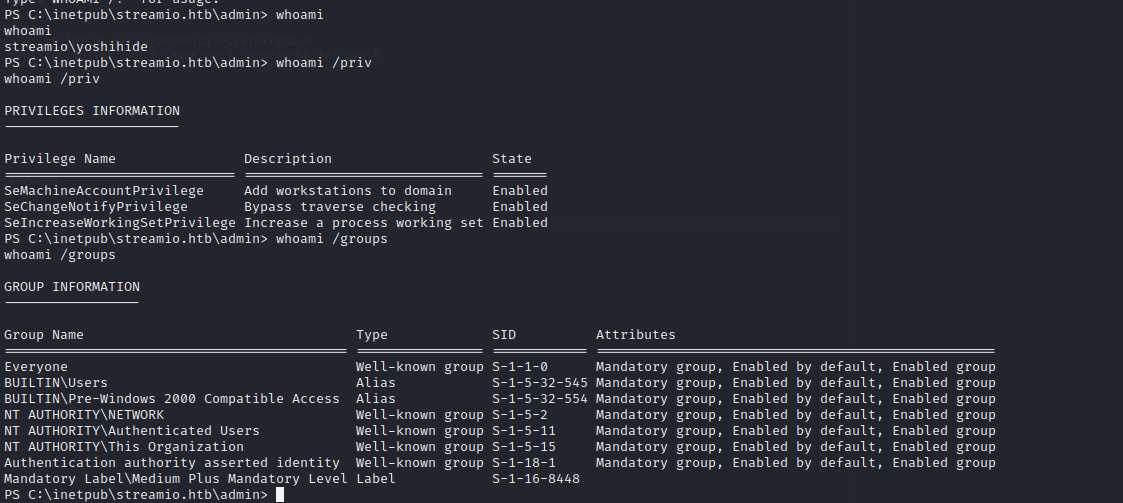 Type "WHOAMI /?" for usage.
PS C:\inetpub\streamio.htb\admin> whoami
whoami
streamio\yoshihide
PS C:\inetpub\streamio.htb\admin> whoami /priv
whoami /priv
PRIVILEGES INFORMATION
Privilege Name Description State
SeMachineAccountPrivilege Add workstations to domain Enabled
SeChangeNotifyPrivilege Bypass traverse checking Enabled
SeIncreaseWorkingSetPrivilege Increase a process working set Enabled
PS C:\inetpub\streamio.htb\admin> whoami /groups
whoami /groups
GROUP INFORMATION
Group Name Type SID Attributes
Everyone Well-known group S-1-1-0 Mandatory group, Enabled by default, Enabled group
BUILTIN\Users Alias S-1-5-32-545 Mandatory group, Enabled by default, Enabled group
BUILTIN\Pre-Windows 2000 Compatible Access Alias S-1-5-32-554 Mandatory group, Enabled by default, Enabled group
NT AUTHORITY\NETWORK Well-known group S-1-5-2 Mandatory group, Enabled by default, Enabled group
NT AUTHORITY\Authenticated Users Well-known group S-1-5-11 Mandatory group, Enabled by default, Enabled group
NT AUTHORITY\This Organization Well-known group S-1-5-15 Mandatory group, Enabled by default, Enabled group
Authentication authority asserted identity Well-known group S-1-18-1 Mandatory group, Enabled by default, Enabled group
Mandatory Label\Medium Plus Mandatory Level Label S-1-16-8448
PS C:\inetpub\streamio.htb\admin>